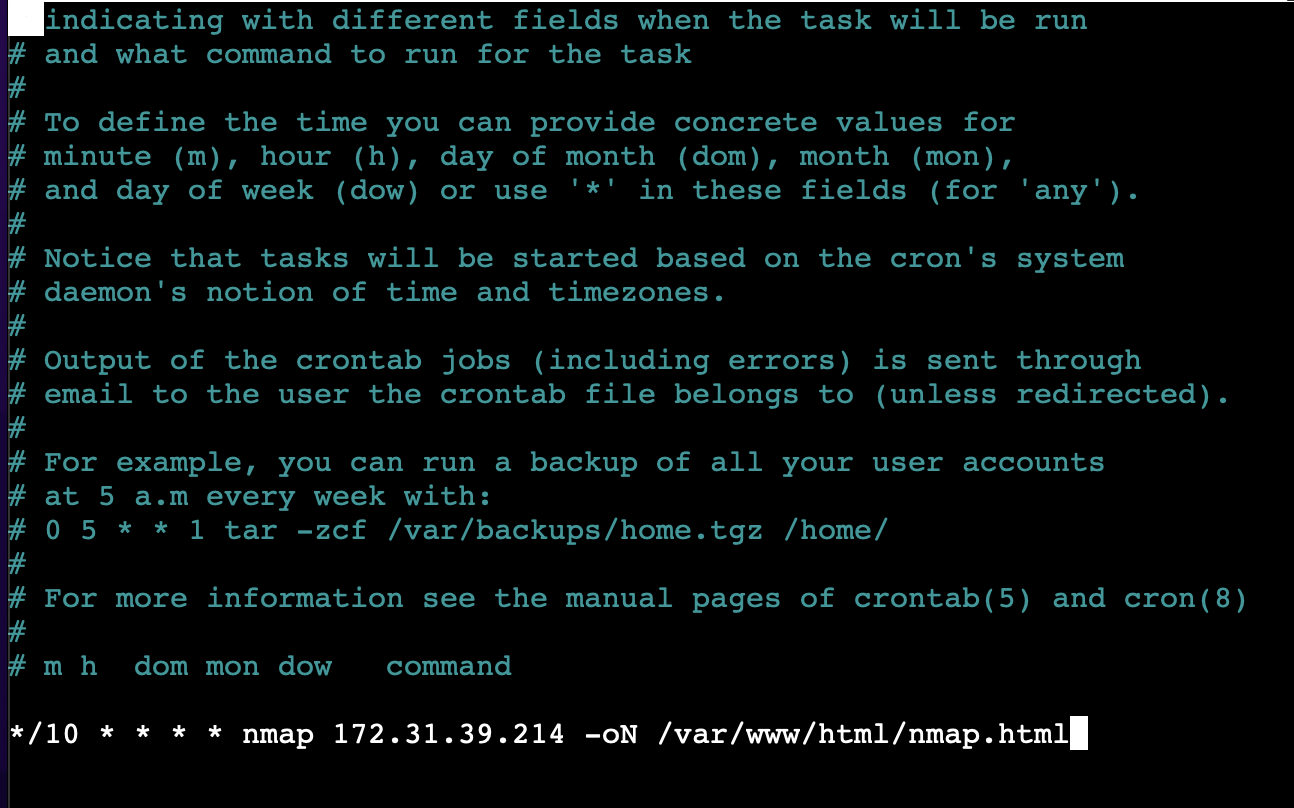 indicating with different fields when the task will be run
# and what command to run for the task
#
# To define the time you can provide concrete values for
# minute (m), hour (h), day of month (dom), month (mon),
# and day of week (dow) or use '*' in these fields (for 'any').
#
# Notice that tasks will be started based on the cron's system
# daemon's notion of time and timezones.
#
# Output of the crontab jobs (including errors) is sent through
# email to the user the crontab file belongs to (unless redirected).
#
# For example, you can run a backup of all your user accounts
# at 5 a.m every week with:
# 0 5 * * 1 tar -zcf /var/backups/home.tgz /home/
#
# For more information see the manual pages of crontab(5) and cron(8)
#
# m h  dom mon dow   command
*/10 * * * * nmap 172.31.39.214 -oN /var/www/html/nmap.html